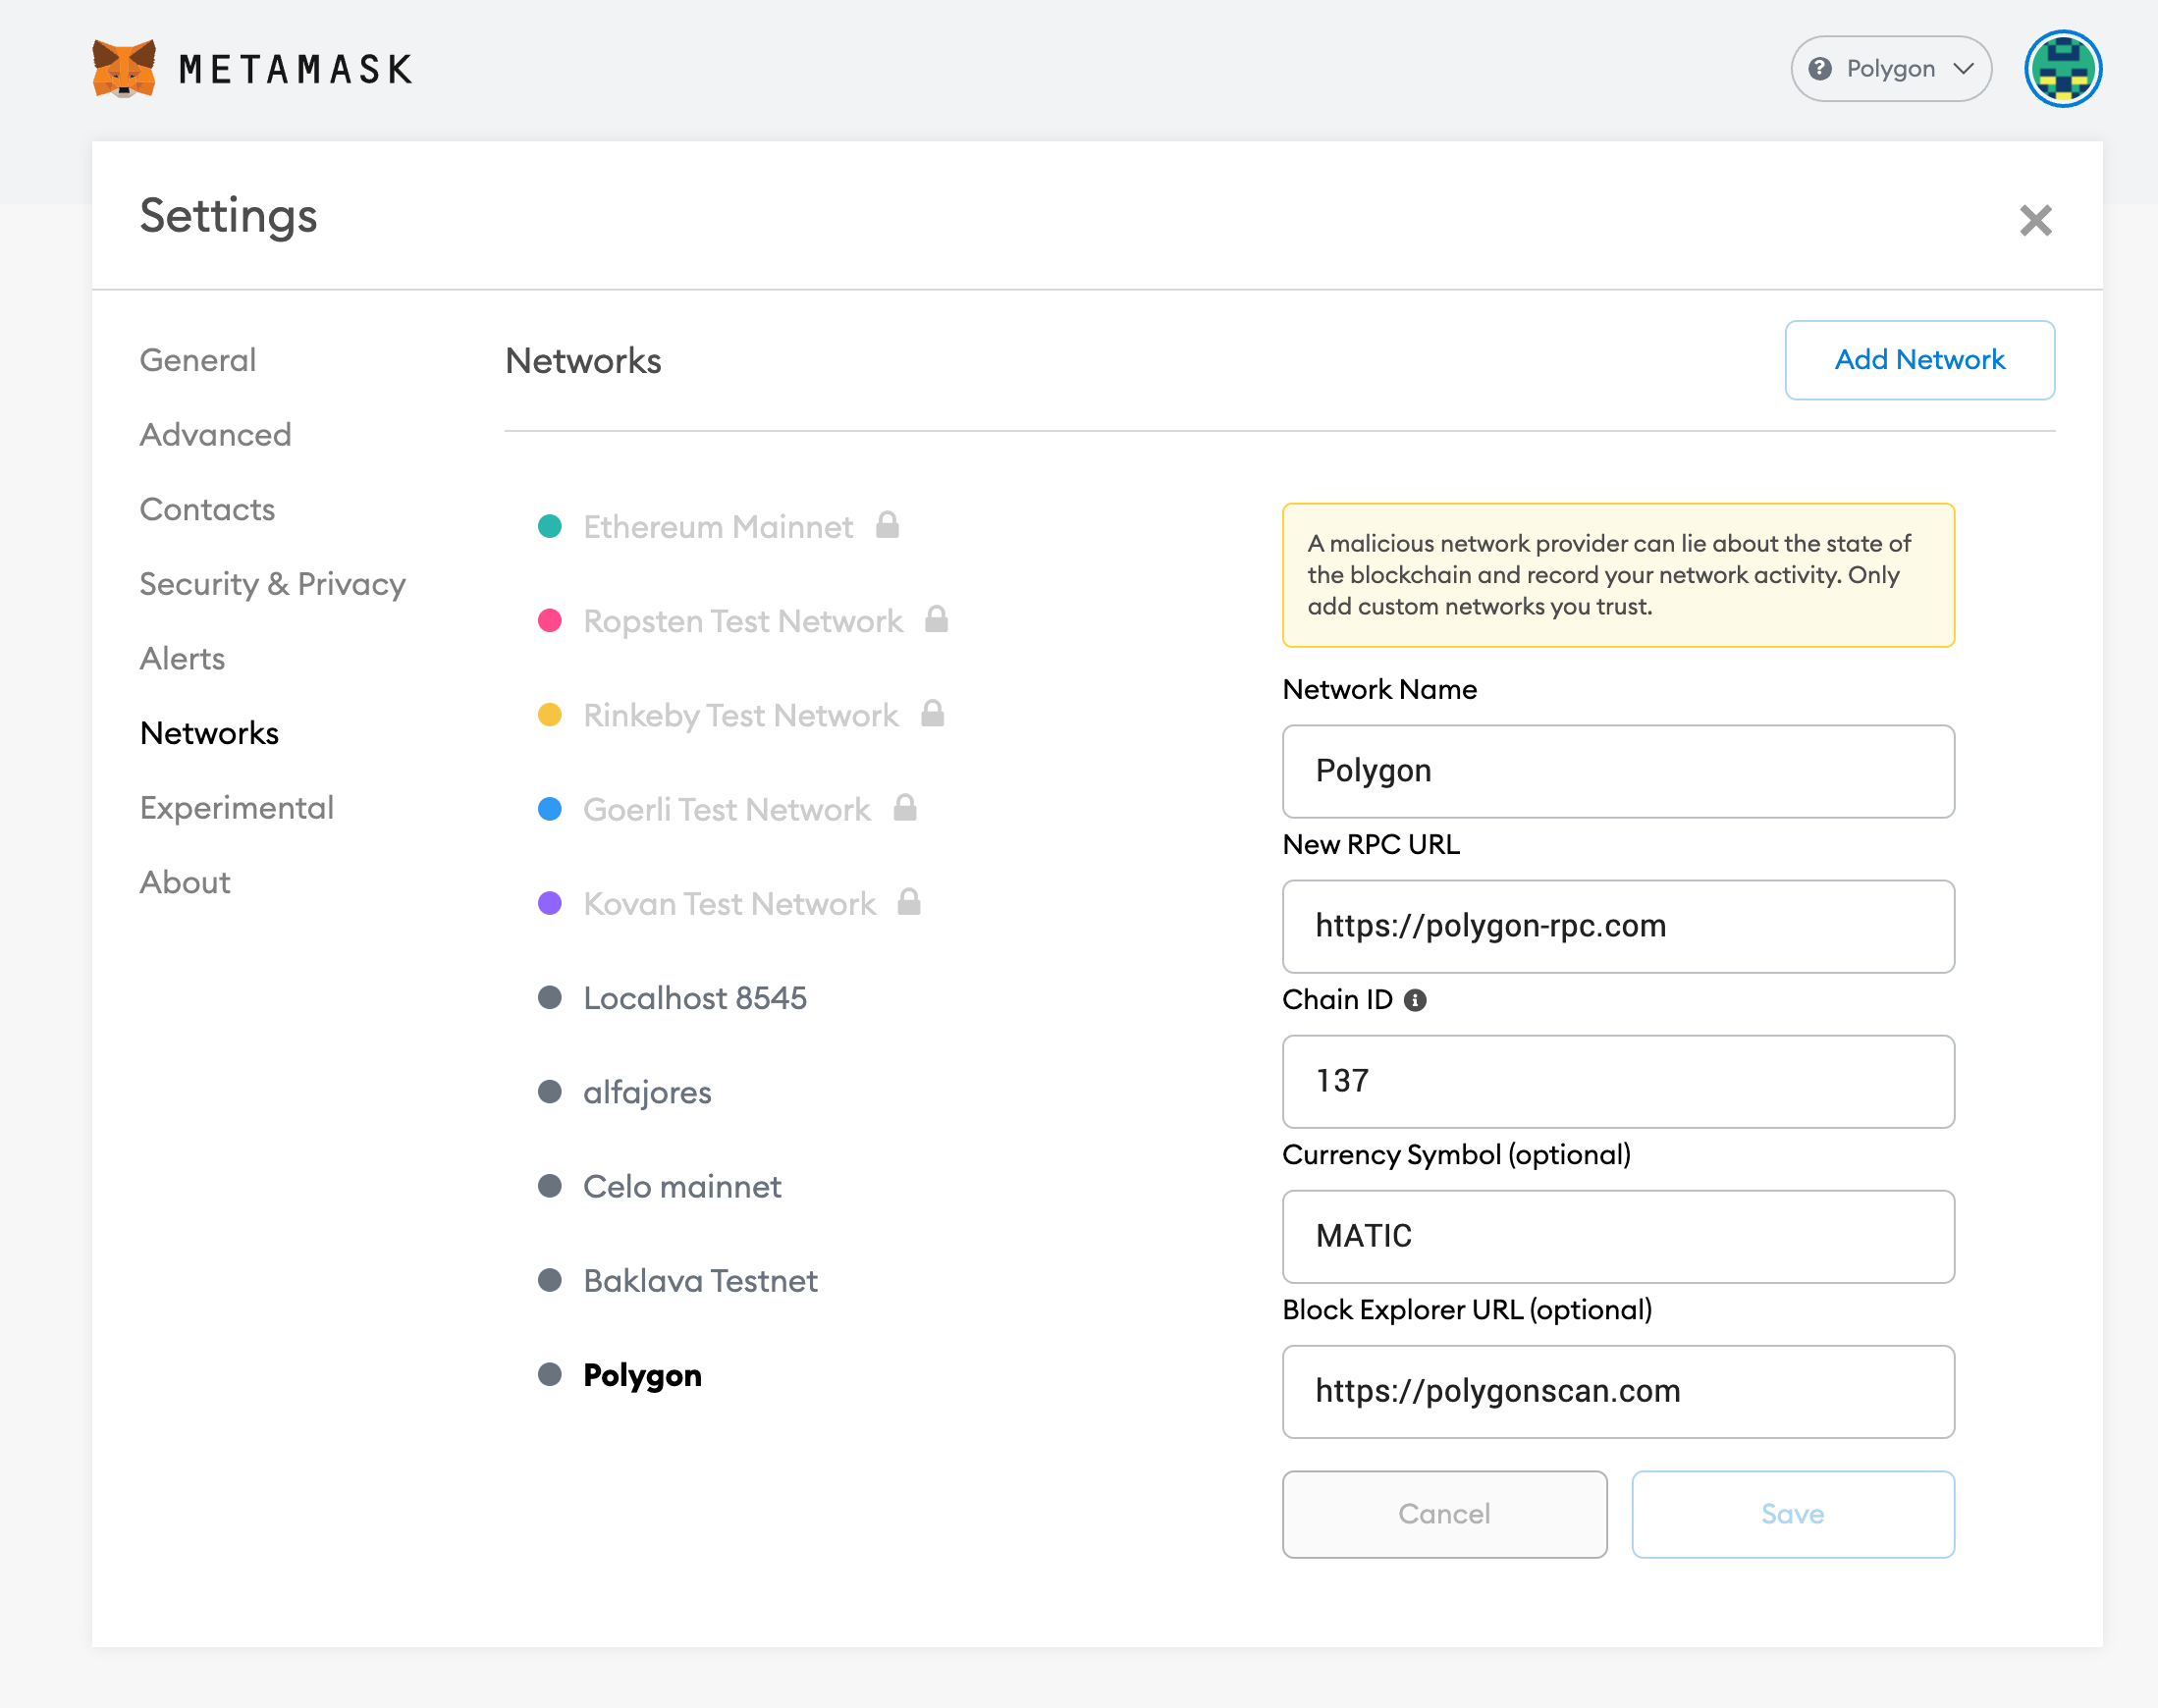 METAMASK
Polygon
Settings
General
Advanced
Contacts
Security & Privacy
Alerts
Networks
Experimental
About
Networks
Add Network
Ethereum Mainnet
Ropsten Test Network
Rinkeby Test Network
Goerli Test Network
Kovan Test Network
Localhost 8545
alfajores
Celo mainnet
Baklava Testnet
Polygon
A malicious network provider can lie about the state of
the blockchain and record your network activity. Only
add custom networks you trust.
Network Name
Polygon
New RPC URL
https://polygon-rpc.com
Chain ID
137
Currency Symbol (optional)
MATIC
Block Explorer URL (optional)
https://polygonscan.com
Cancel
Save